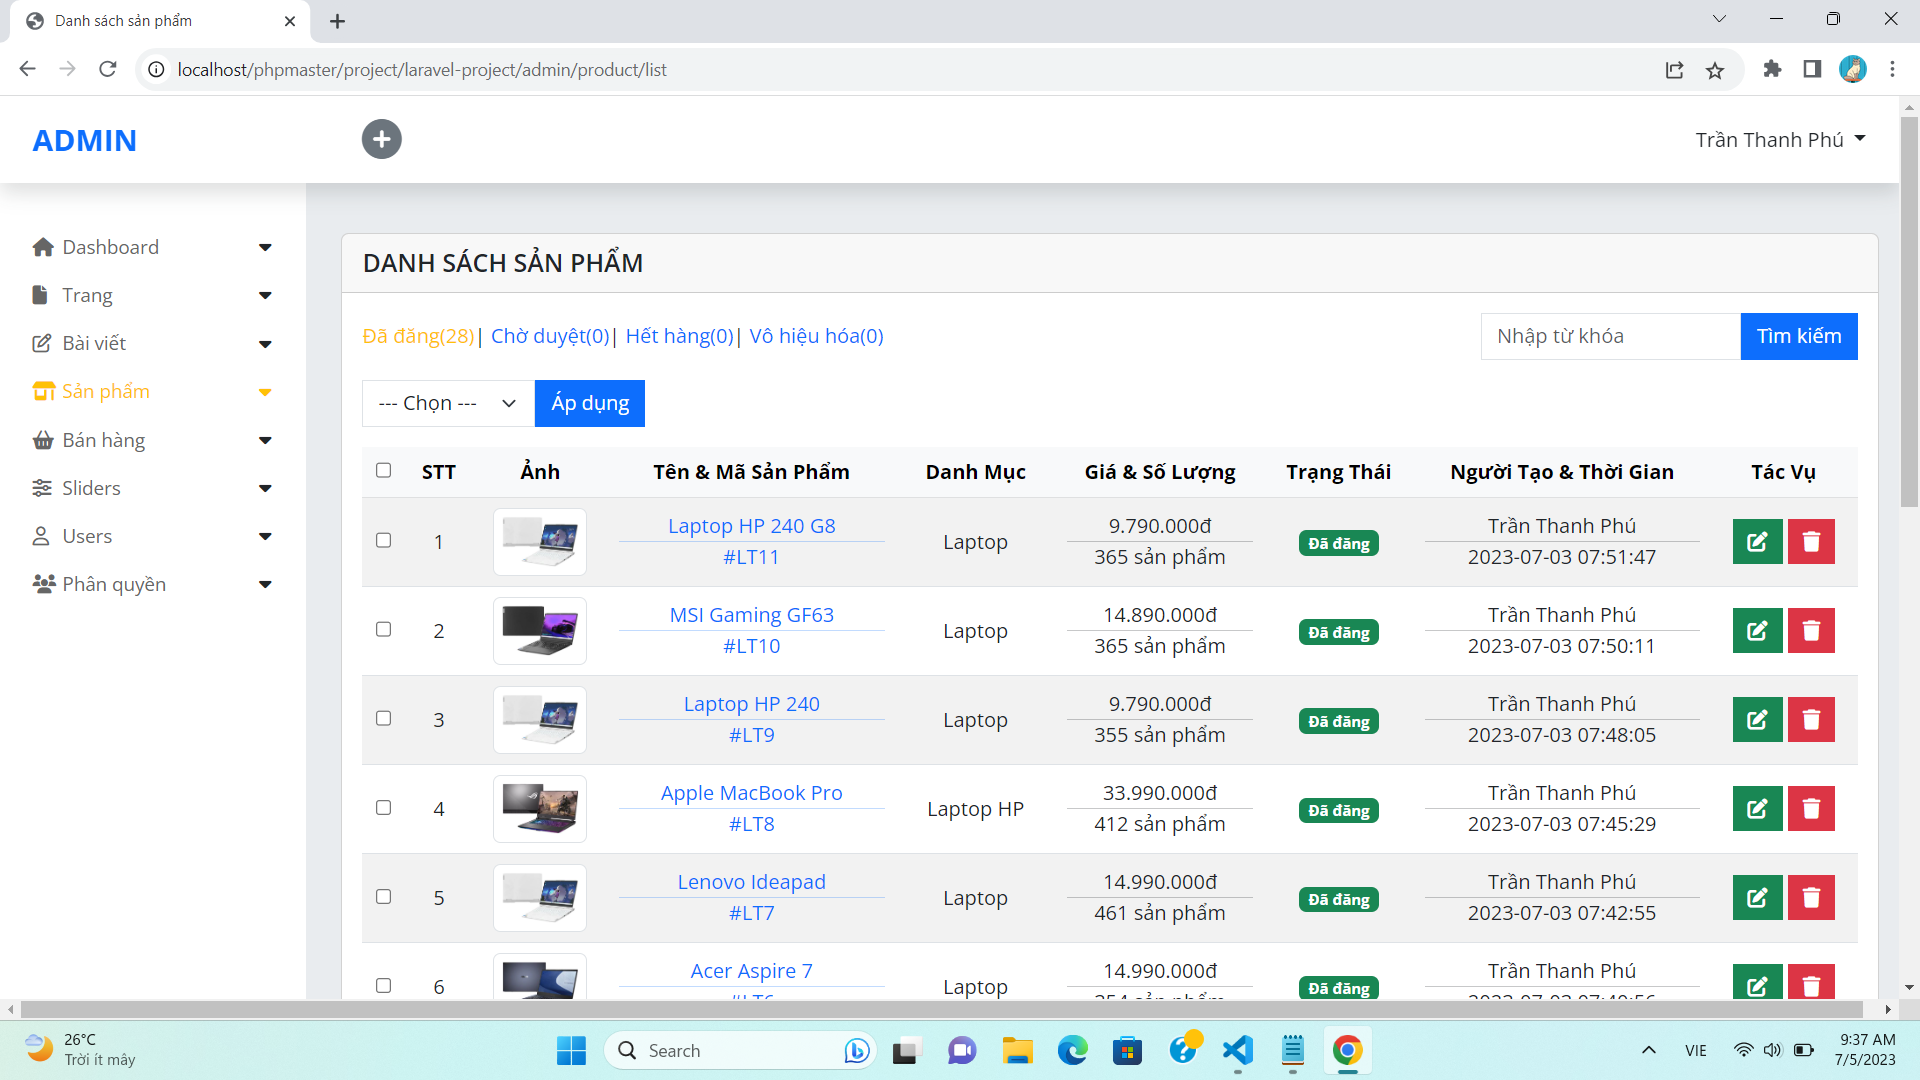 Danh sách sản phẩm
localhost/phpmaster/project/laravel-project/admin/product/list
ADMIN
Trần Thanh Phú
Dashboard
Trang
Bài viết
Sản phẩm
Bán hàng
Sliders
Users
Phân quyền
DANH SÁCH SẢN PHẨM
Đã đăng(28)| Chờ duyệt(0)| Hết hàng(0)| Vô hiệu hóa(0)
Nhập từ khóa Tìm kiếm
--- Chọn --- Áp dụng
STT Ảnh Tên & Mã Sản Phẩm Danh Mục Giá & Số Lượng Trạng Thái Người Tạo & Thời Gian Tác Vụ
1 Laptop HP 240 G8 #LT11 Laptop 9.790.000đ 365 sản phẩm Đã đăng Trần Thanh Phú 2023-07-03 07:51:47
2 MSI Gaming GF63 #LT10 Laptop 14.890.000đ 365 sản phẩm Đã đăng Trần Thanh Phú 2023-07-03 07:50:11
3 Laptop HP 240 #LT9 Laptop 9.790.000đ 355 sản phẩm Đã đăng Trần Thanh Phú 2023-07-03 07:48:05
4 Apple MacBook Pro #LT8 Laptop HP 33.990.000đ 412 sản phẩm Đã đăng Trần Thanh Phú 2023-07-03 07:45:29
5 Lenovo Ideapad #LT7 Laptop 14.990.000đ 461 sản phẩm Đã đăng Trần Thanh Phú 2023-07-03 07:42:55
6 Acer Aspire 7 Laptop 14.990.000đ Đã đăng Trần Thanh Phú
26°C
Trời ít mây
Search
VIE
9:37 AM
7/5/2023